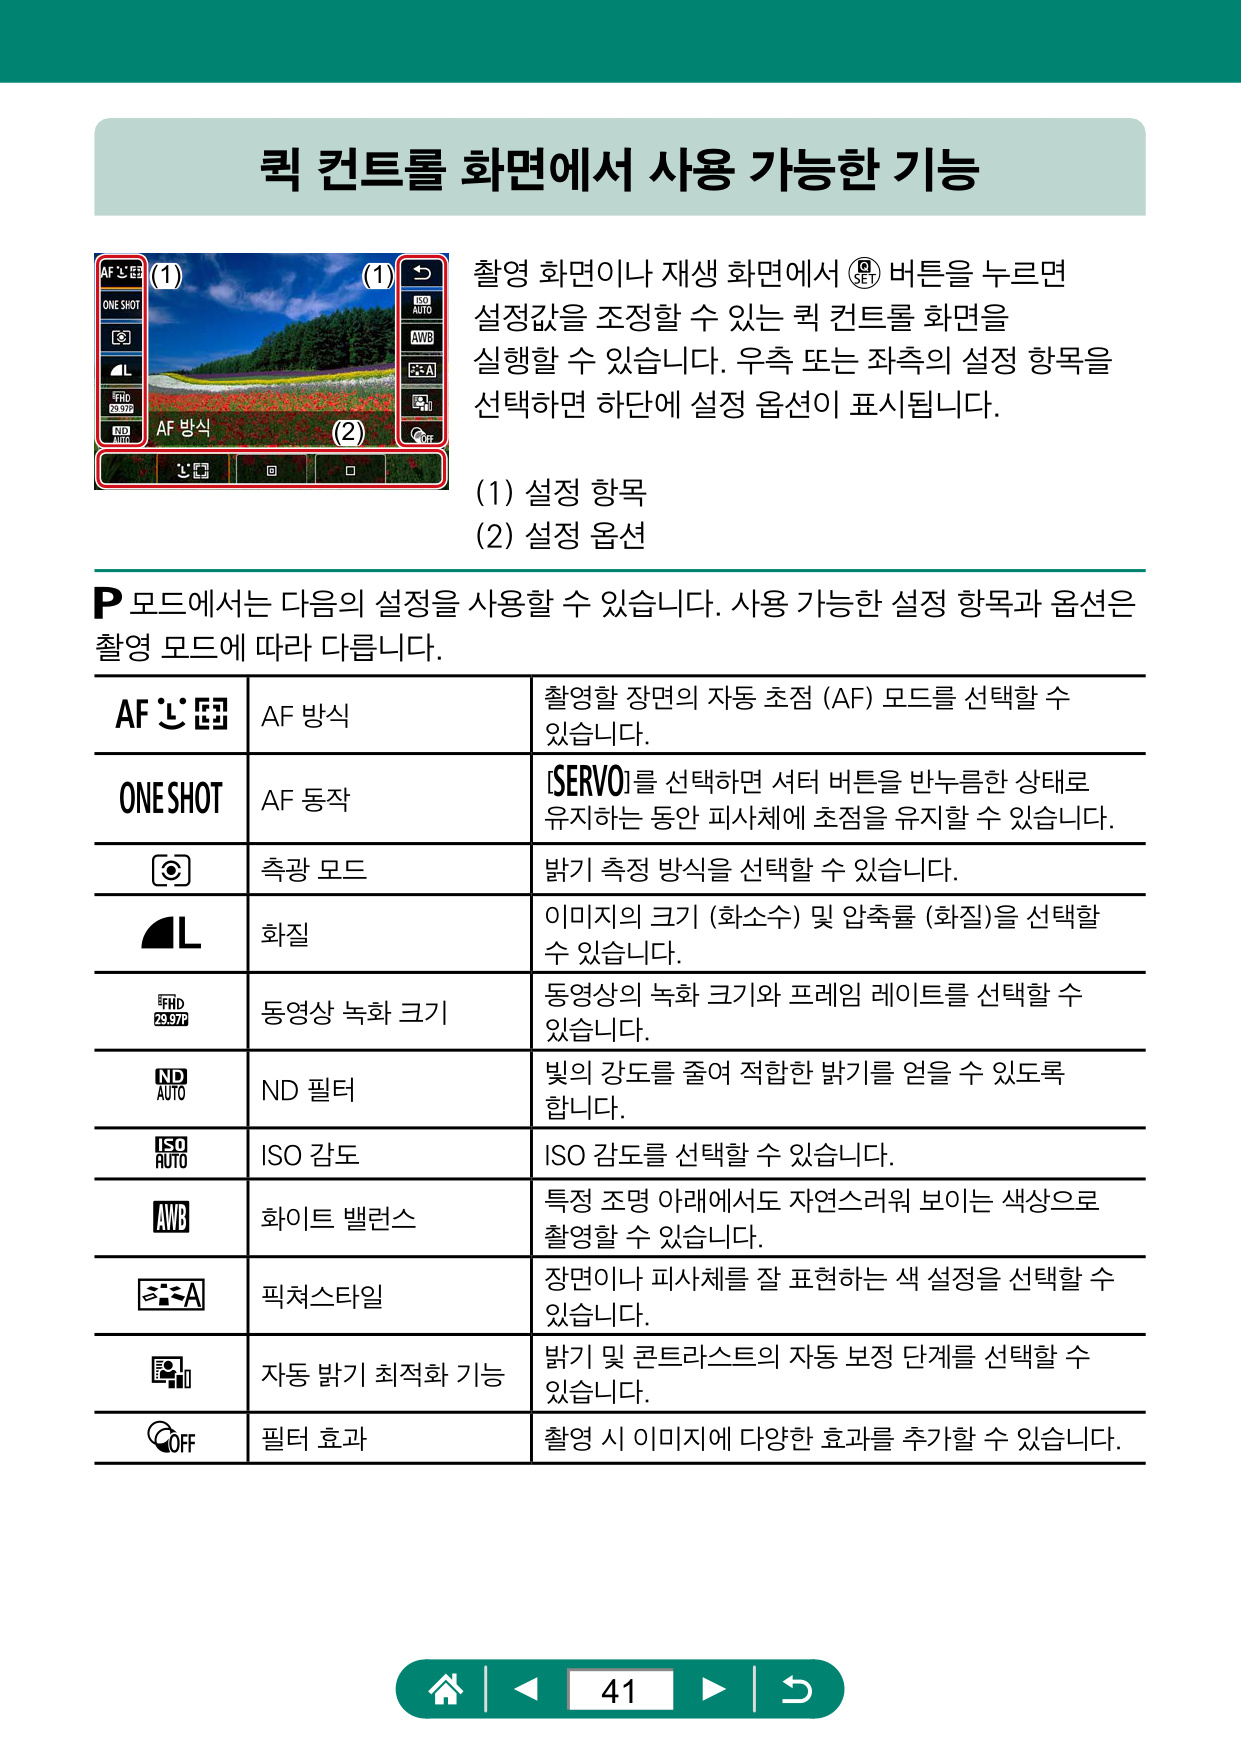 퀵 컨트롤 화면에서 사용 가능한 기능
AF
(1)
(1)
ONE SHOT
ISO
AUTO
AWB
L
A
FHD
29.97P
ND
AUTO
AF 방식
(2)
OFF
촬영 화면이나 재생 화면에서 Q SET 버튼을 누르면
설정값을 조정할 수 있는 퀵 컨트롤 화면을
실행할 수 있습니다. 우측 또는 좌측의 설정 항목을
선택하면 하단에 설정 옵션이 표시됩니다.
(1) 설정 항목
(2) 설정 옵션
P 모드에서는 다음의 설정을 사용할 수 있습니다. 사용 가능한 설정 항목과 옵션은
촬영 모드에 따라 다릅니다.
AF
AF 방식
촬영할 장면의 자동 초점 (AF) 모드를 선택할 수
있습니다.
ONE SHOT
AF 동작
[SERVO]를 선택하면 셔터 버튼을 반누름한 상태로
유지하는 동안 피사체에 초점을 유지할 수 있습니다.
측광 모드
밝기 측정 방식을 선택할 수 있습니다.
L
화질
이미지의 크기 (화소수) 및 압축률 (화질)을 선택할
수 있습니다.
FHD
29.97P
동영상 녹화 크기
동영상의 녹화 크기와 프레임 레이트를 선택할 수
있습니다.
ND
AUTO
ND 필터
빛의 강도를 줄여 적합한 밝기를 얻을 수 있도록
합니다.
ISO
AUTO
ISO 감도
ISO 감도를 선택할 수 있습니다.
AWB
화이트 밸런스
특정 조명 아래에서도 자연스러워 보이는 색상으로
촬영할 수 있습니다.
A
픽쳐스타일
장면이나 피사체를 잘 표현하는 색 설정을 선택할 수
있습니다.
자동 밝기 최적화 기능
밝기 및 콘트라스트의 자동 보정 단계를 선택할 수
있습니다.
OFF
필터 효과
촬영 시 이미지에 다양한 효과를 추가할 수 있습니다.
41